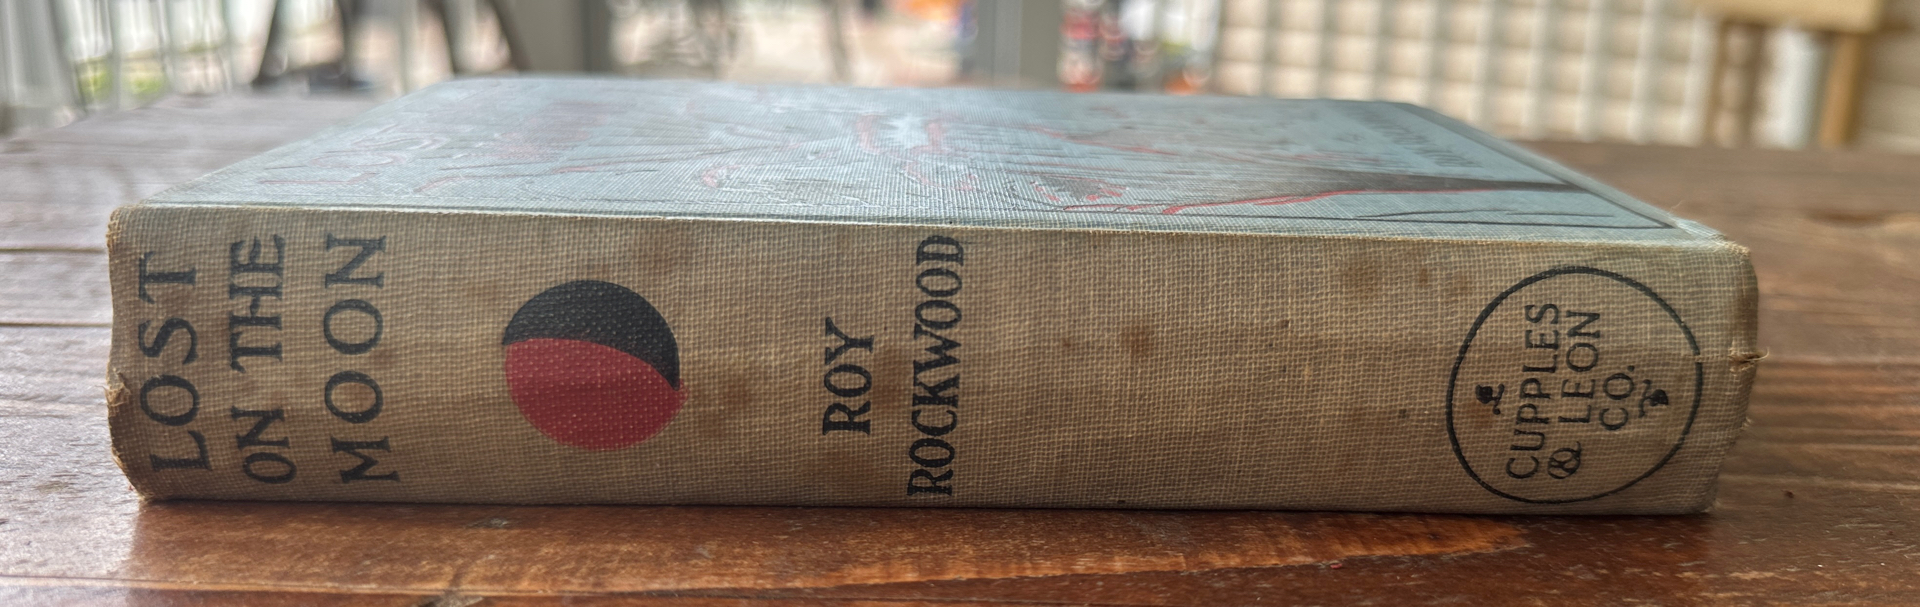 LOST
ON THE
MOON
ROY
ROCKWOOD
CUPPLES
& LEON
CO.